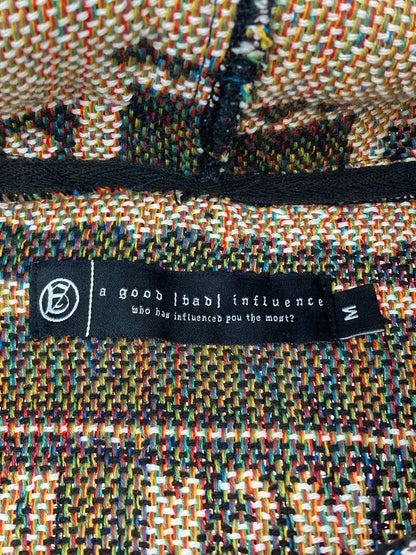 a good [bad] influence
who has influenced you the most?
M